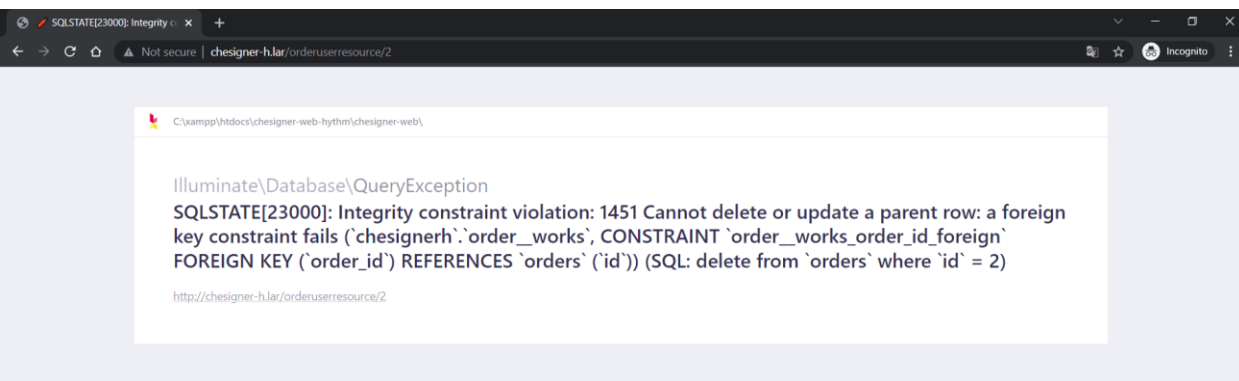 SQLSTATE[23000]: Integrity co
Not secure | chesigner-h.lar/orderuserresource/2
Incognito
C:\xampp\htdocs\chesigner-web-hythm\chesigner-web\
Illuminate\Database\QueryException
SQLSTATE[23000]: Integrity constraint violation: 1451 Cannot delete or update a parent row: a foreign
key constraint fails (`chesignerh`.`order__works`, CONSTRAINT `order__works_order_id_foreign`
FOREIGN KEY (`order_id`) REFERENCES `orders` (`id`)) (SQL: delete from `orders` where `id` = 2)
http://chesigner-h.lar/orderuserresource/2